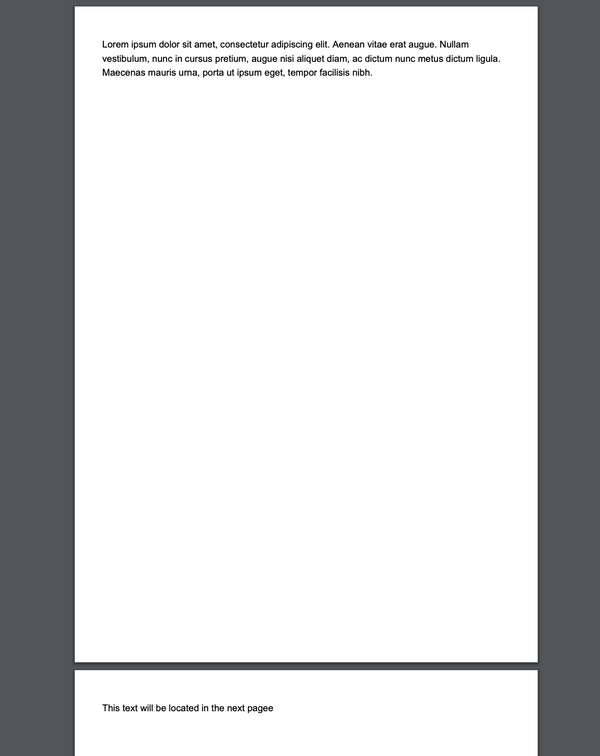 Lorem ipsum dolor sit amet, consectetur adipiscing elit. Aenean vitae erat augue. Nullam
vestibulum, nunc in cursus pretium, augue nisi aliquet diam, ac dictum nunc metus dictum ligula.
Maecenas mauris urna, porta ut ipsum eget, tempor facilisis nibh.
This text will be located in the next pagee